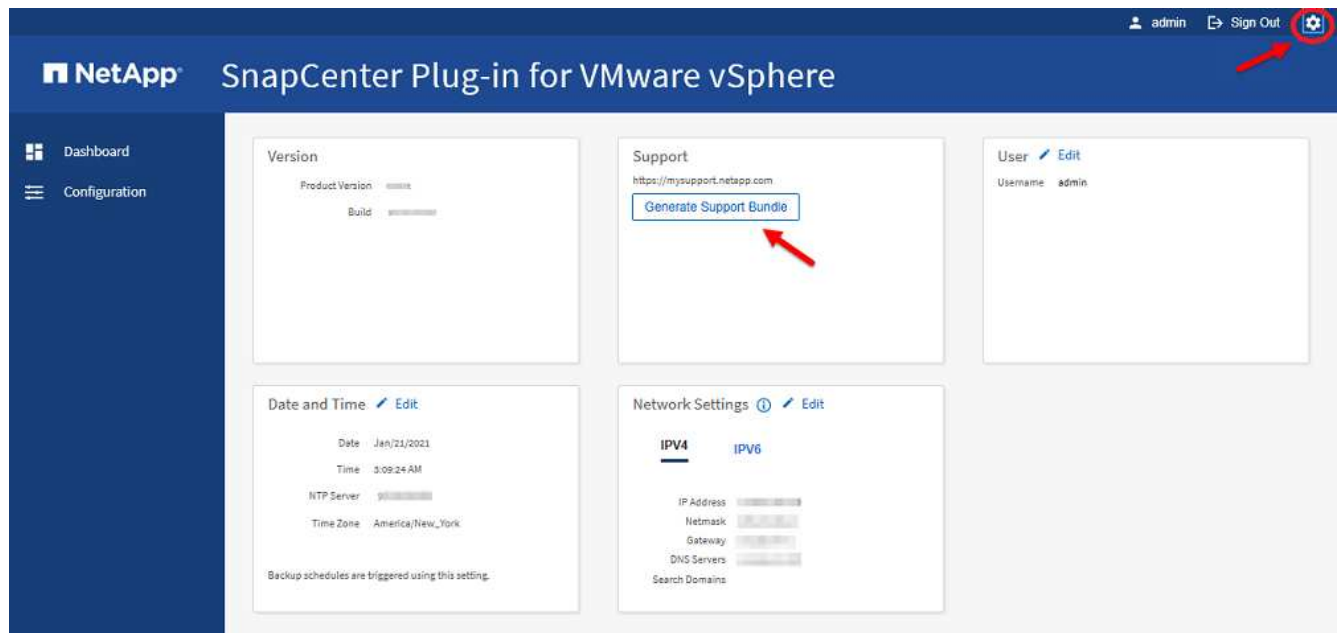 admin Sign Out
NetApp SnapCenter Plug-in for VMware vSphere
Dashboard
Configuration
Version
Product Version
Build
Support
https://mysupport.netapp.com
Generate Support Bundle
User Edit
Username admin
Date and Time Edit
Date Jan/21/2021
Time 3:09:24 AM
NTP Server
Time Zone America/New_York
Backup schedules are triggered using this setting.
Network Settings Edit
IPV4 IPV6
IP Address
Netmask
Gateway
DNS Servers
Search Domains